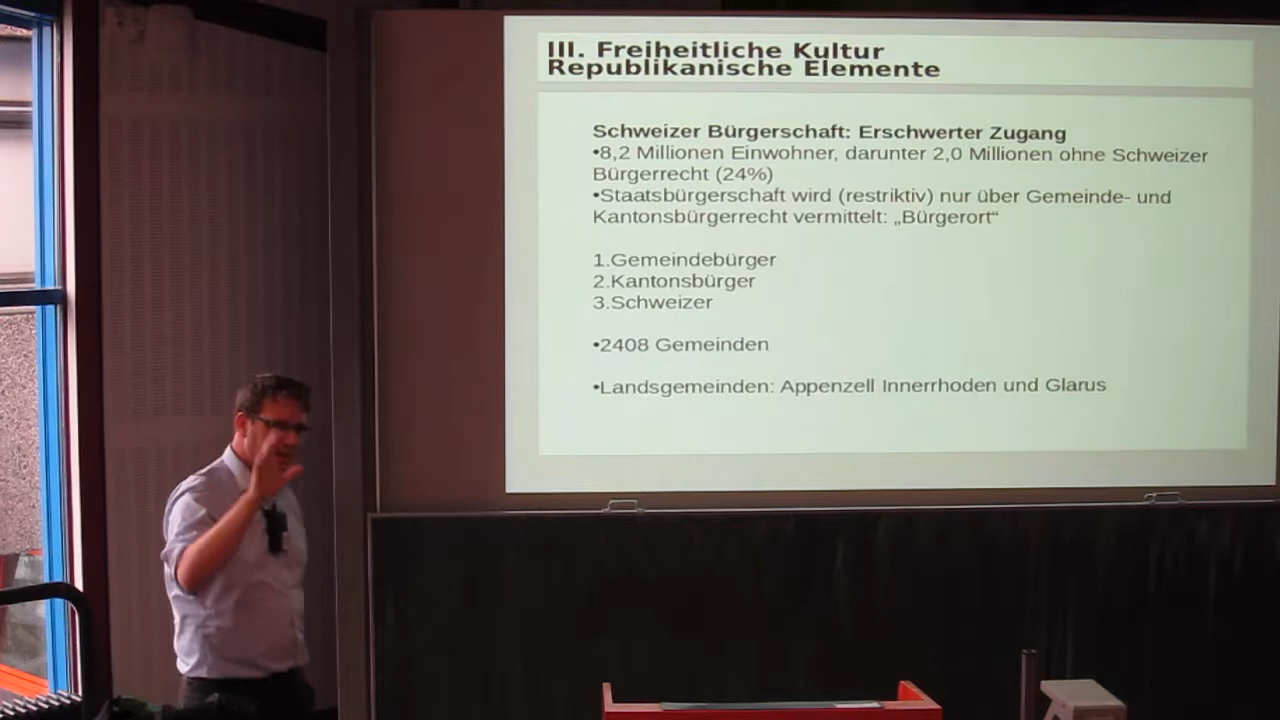 III. Freiheitliche Kultur
Republikanische Elemente
Schweizer Bürgerschaft: Erschwerter Zugang
•8,2 Millionen Einwohner, darunter 2,0 Millionen ohne Schweizer
Bürgerrecht (24%)
•Staatsbürgerschaft wird (restriktiv) nur über Gemeinde- und
Kantonsbürgerrecht vermittelt: „Bürgerort“
1.Gemeindebürger
2.Kantonsbürger
3.Schweizer
•2408 Gemeinden
•Landsgemeinden: Appenzell Innerrhoden und Glarus